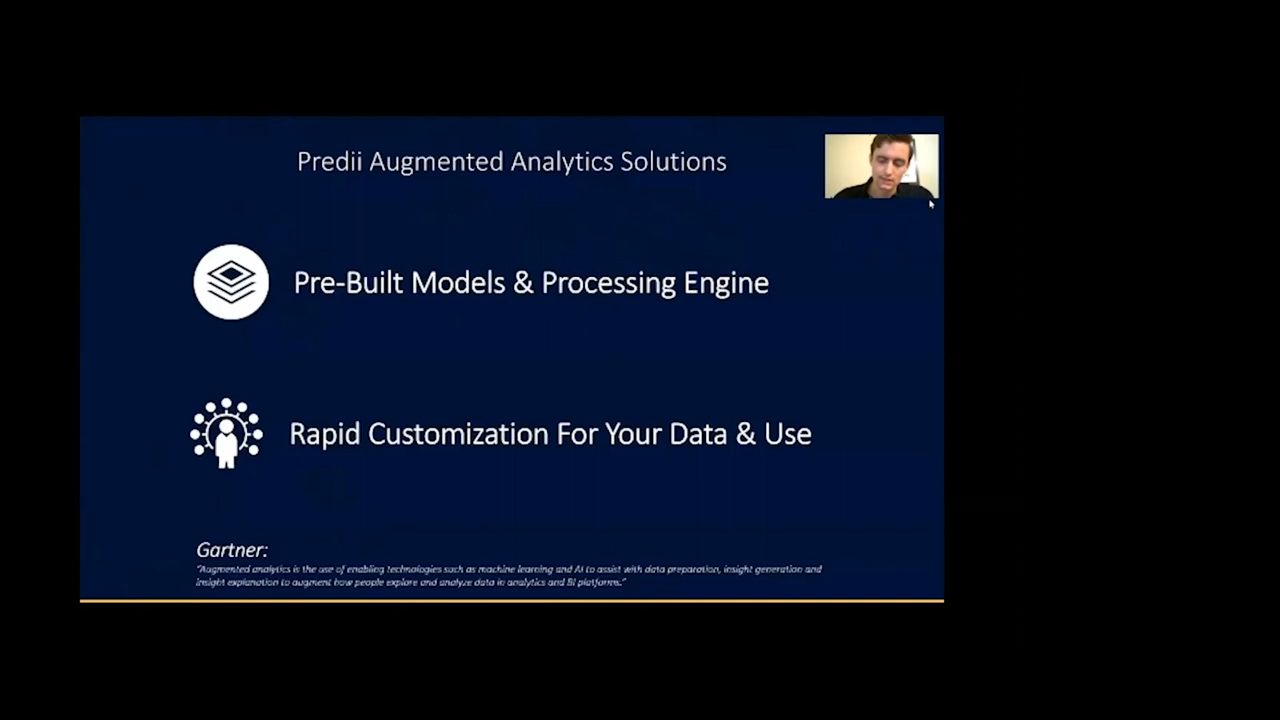 Predii Augmented Analytics Solutions
Pre-Built Models & Processing Engine
Rapid Customization For Your Data & Use
Gartner:
"Augmented analytics is the use of enabling technologies such as machine learning and AI to assist with data preparation, insight generation and
insight explanation to augment how people explore and analyze data in analytics and BI platforms."